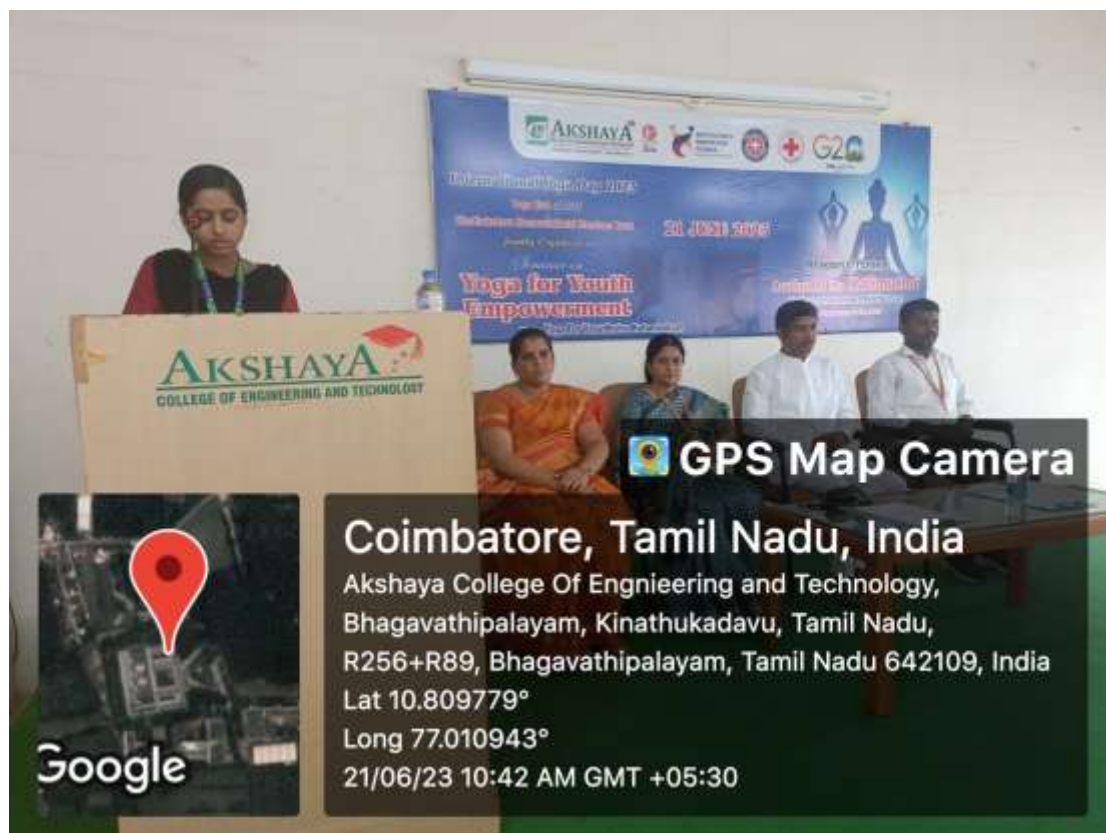 AKSHAYA
G20
International Yoga Day 2023
21 JUNE 2023
Yoga for Youth
Empowerment
AKSHAYA
COLLEGE OF ENGINEERING AND TECHNOLOGY
GPS Map Camera
Coimbatore, Tamil Nadu, India
Akshaya College Of Engnieering and Technology,
Bhagavathipalayam, Kinathukadavu, Tamil Nadu,
R256+R89, Bhagavathipalayam, Tamil Nadu 642109, India
Lat 10.809779°
Long 77.010943°
21/06/23 10:42 AM GMT +05:30
Google